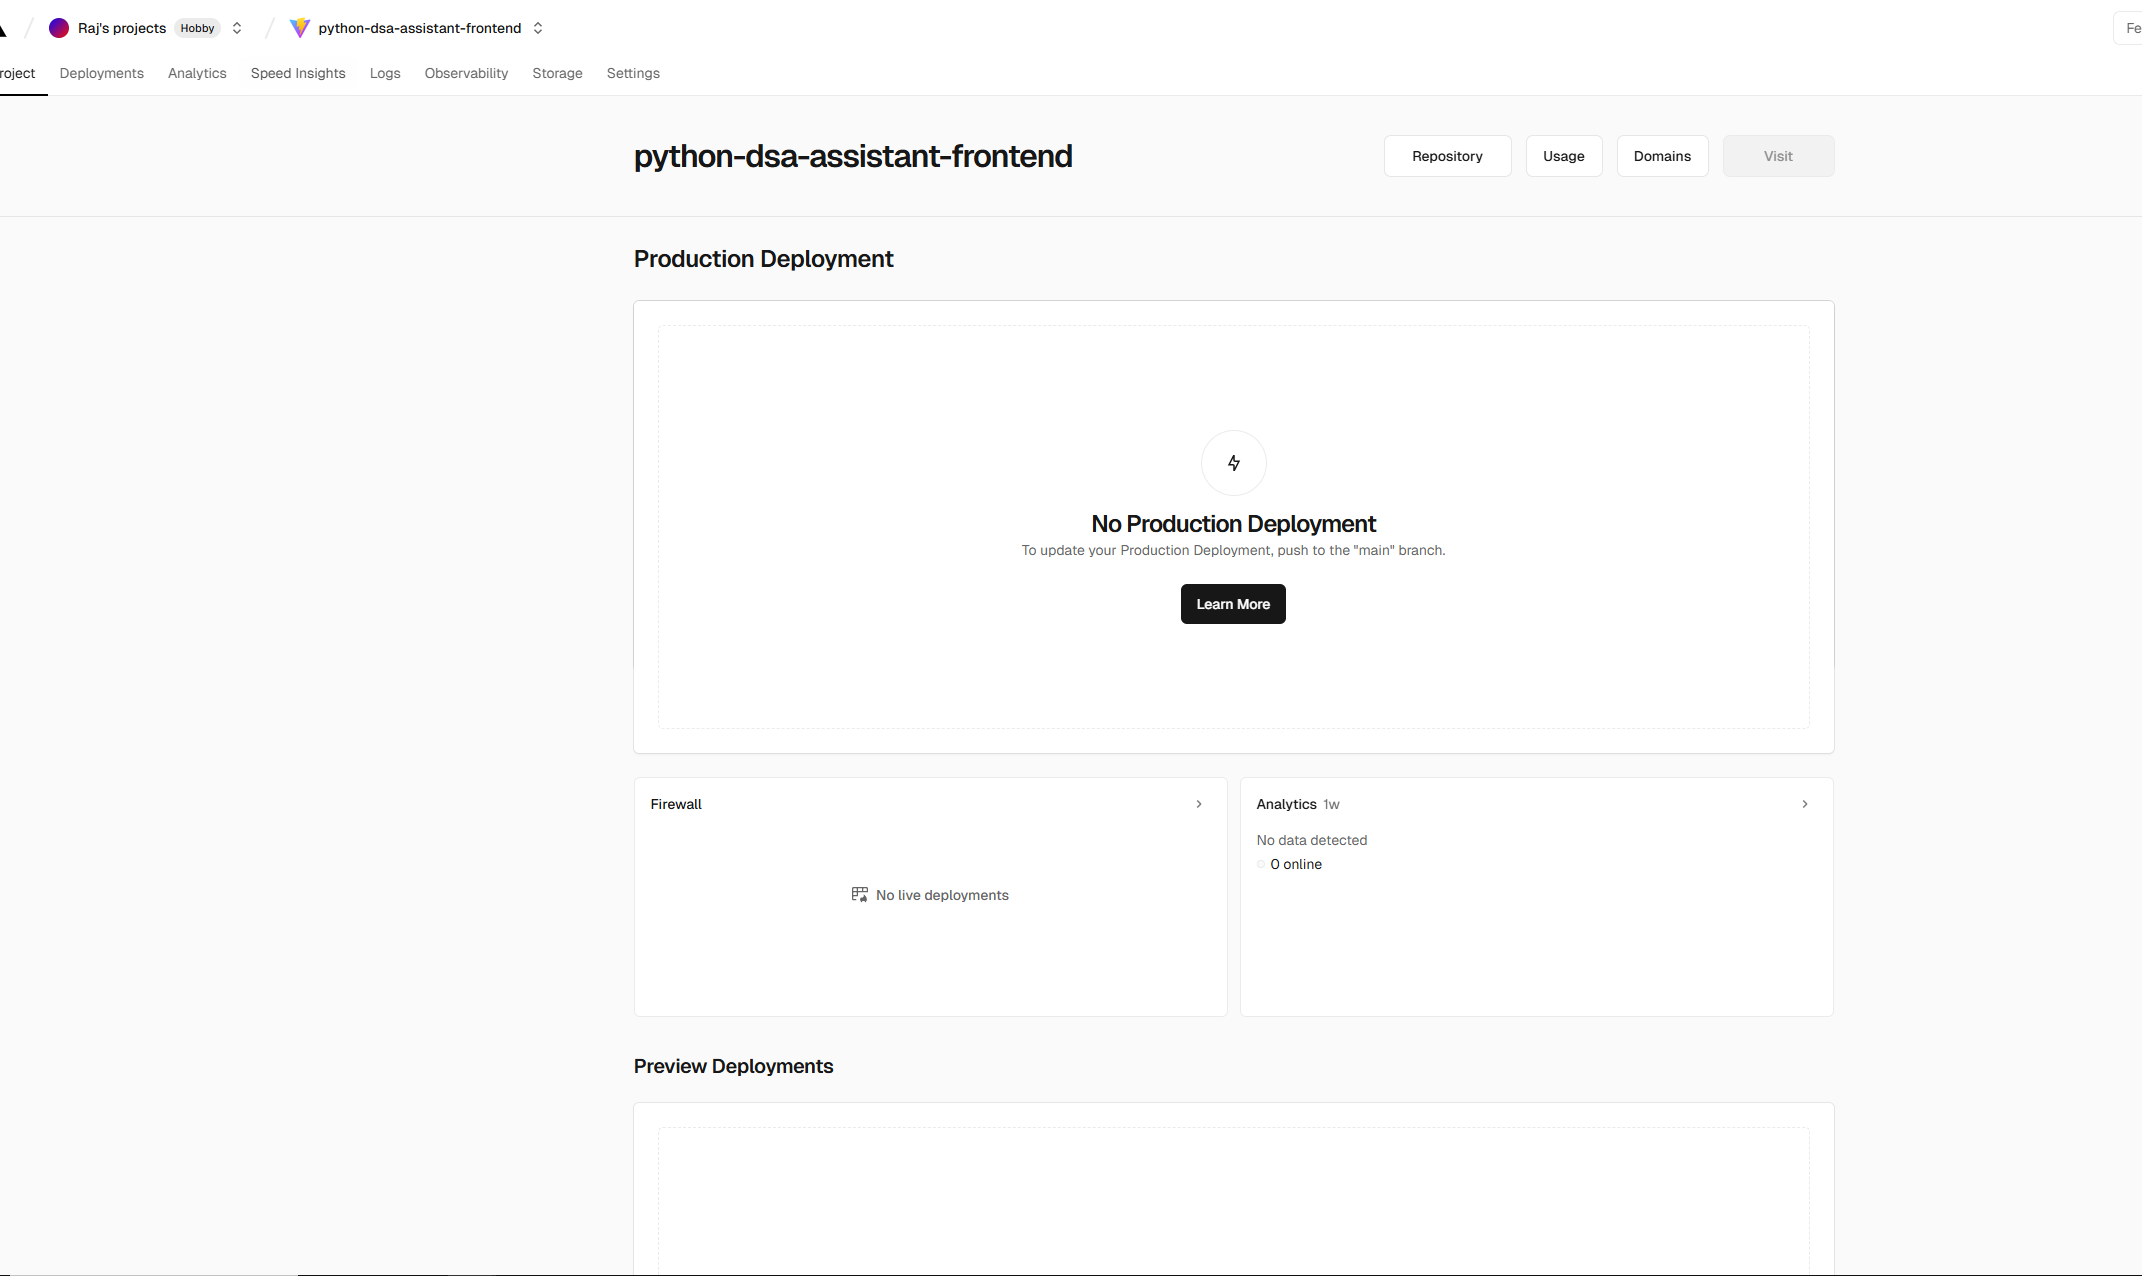 Raj's projects Hobby python-dsa-assistant-frontend
roject Deployments Analytics Speed Insights Logs Observability Storage Settings
python-dsa-assistant-frontend
Repository Usage Domains Visit
Production Deployment
No Production Deployment
To update your Production Deployment, push to the "main" branch.
Learn More
Firewall
No live deployments
Analytics 1w
No data detected
0 online
Preview Deployments